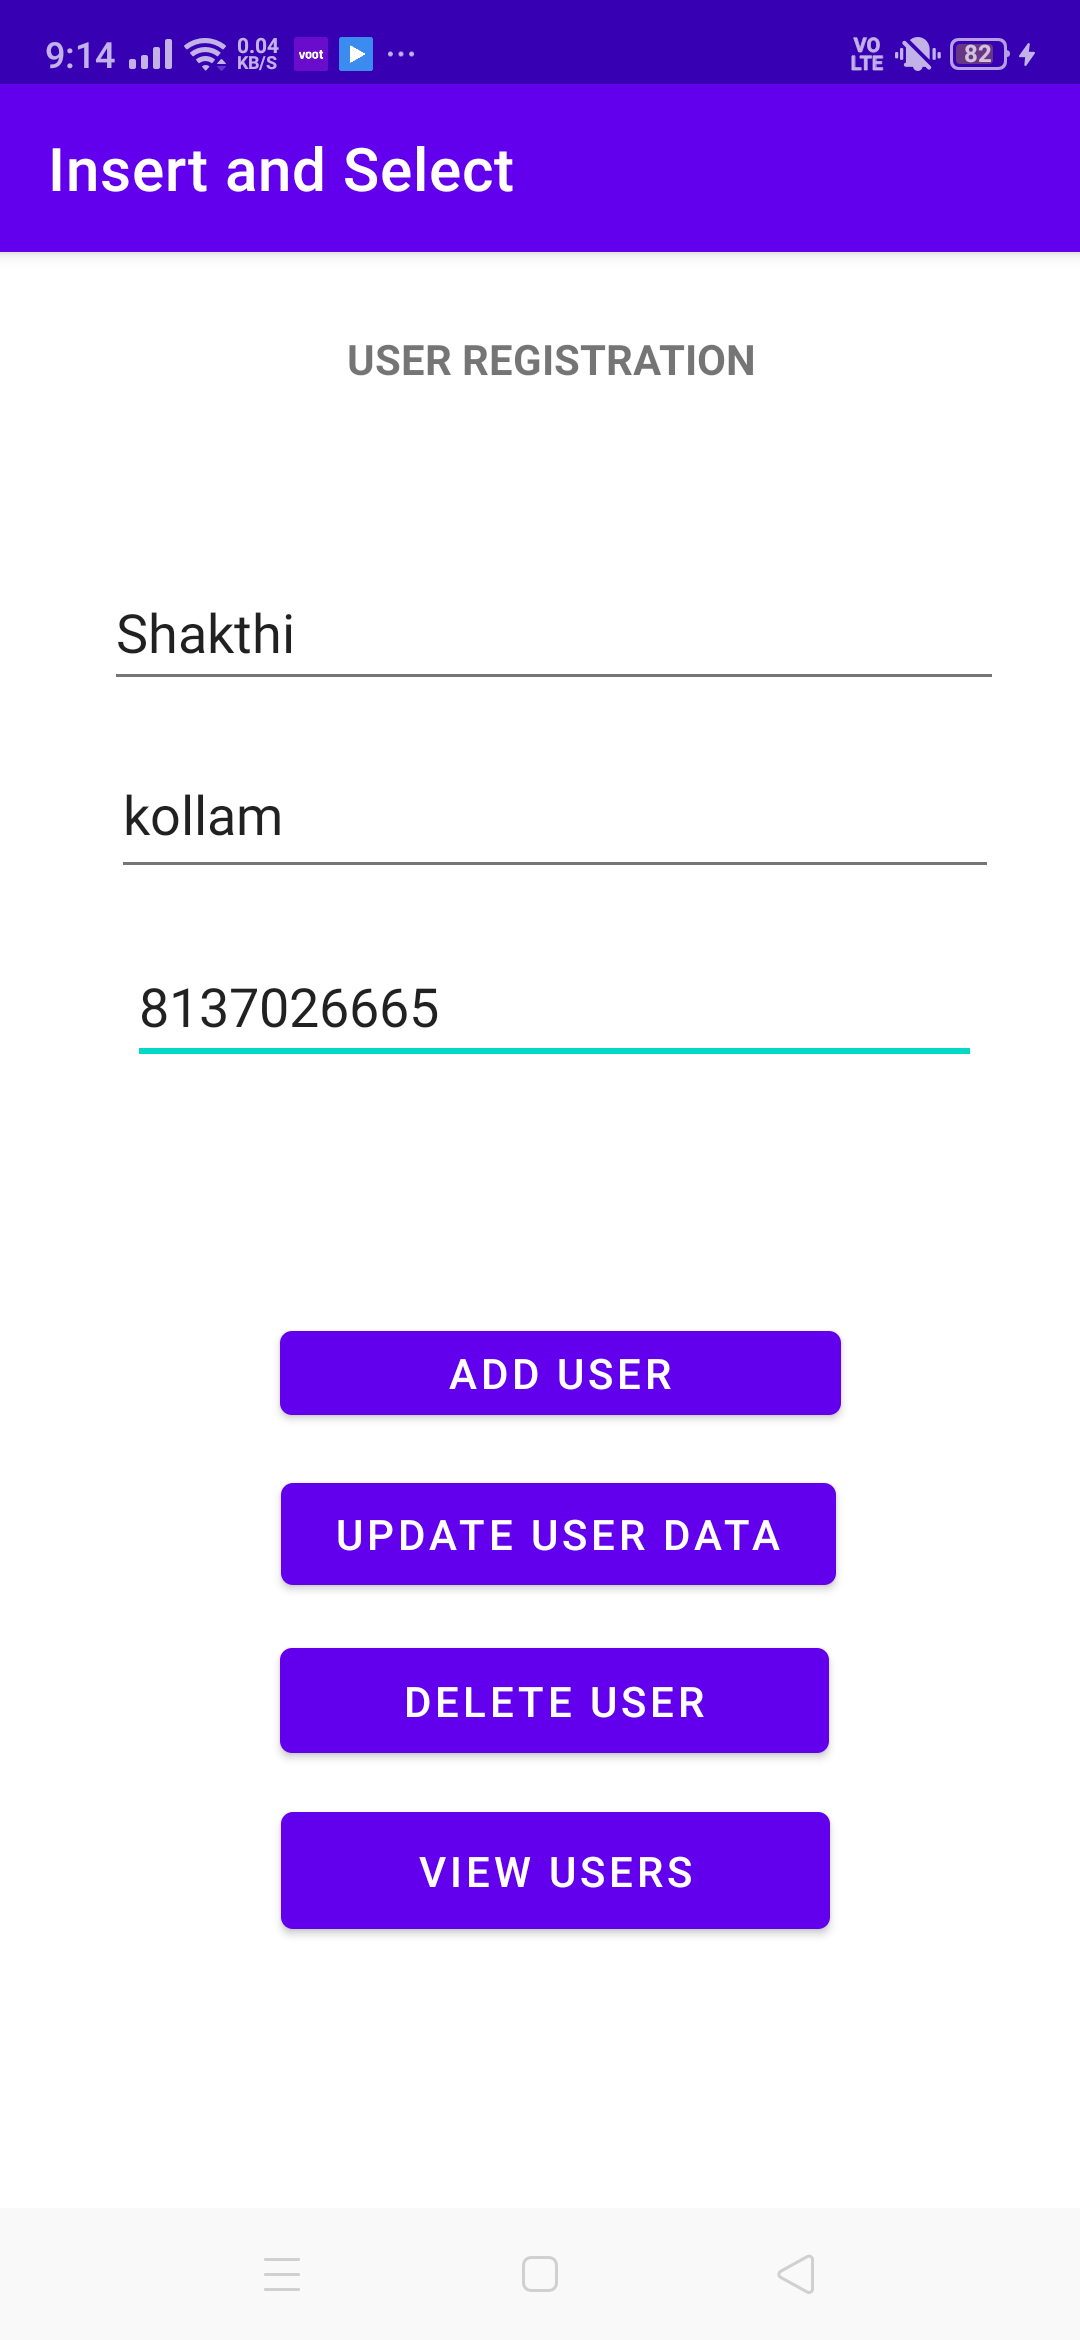 9:14 0.04 KB/S voot VO LTE 82
Insert and Select
USER REGISTRATION
Shakthi
kollam
8137026665
ADD USER
UPDATE USER DATA
DELETE USER
VIEW USERS